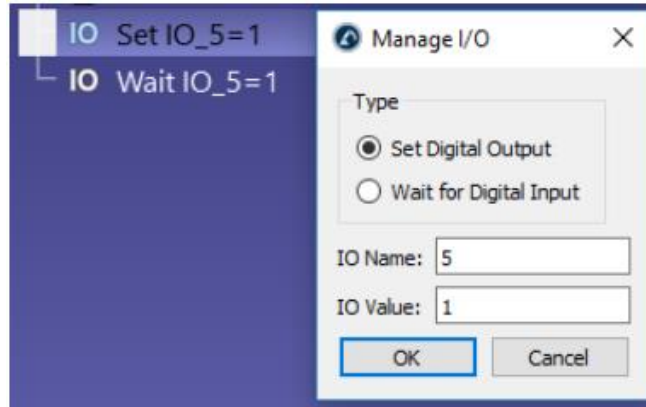 IO Set IO_5=1
IO Wait IO_5=1
Manage I/O
Type
Set Digital Output
Wait for Digital Input
IO Name: 5
IO Value: 1
OK Cancel